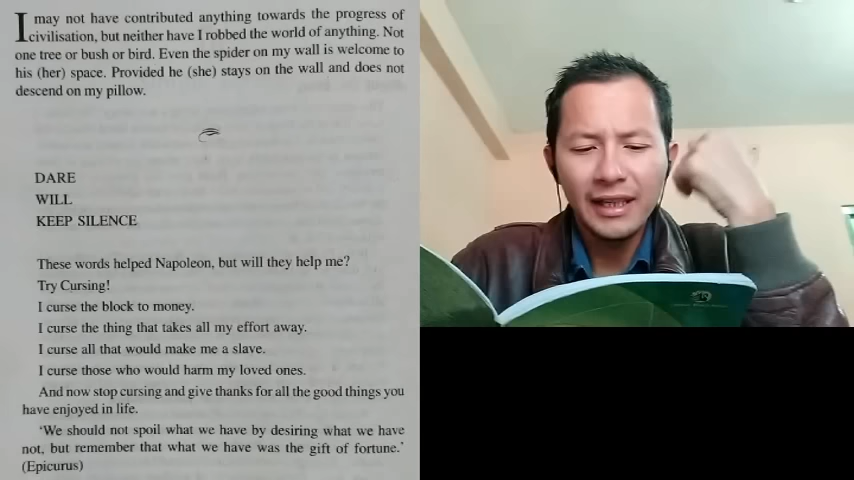 I may not have contributed anything towards the progress of
civilisation, but neither have I robbed the world of anything. Not
one tree or bush or bird. Even the spider on my wall is welcome to
his (her) space. Provided he (she) stays on the wall and does not
descend on my pillow.
DARE
WILL
KEEP SILENCE
These words helped Napoleon, but will they help me?
Try Cursing!
I curse the block to money.
I curse the thing that takes all my effort away.
I curse all that would make me a slave.
I curse those who would harm my loved ones.
And now stop cursing and give thanks for all the good things you
have enjoyed in life.
'We should not spoil what we have by desiring what we have
not, but remember that what we have was the gift of fortune.'
(Epicurus)